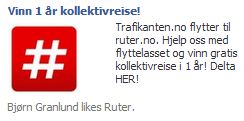 Vinn 1 år kollektivreise!
#
Trafikanten.no flytter til
ruter.no. Hjelp oss med
flyttelasset og vinn gratis
kollektivreise i 1 år! Delta
HER!
Bjørn Granlund likes Ruter.